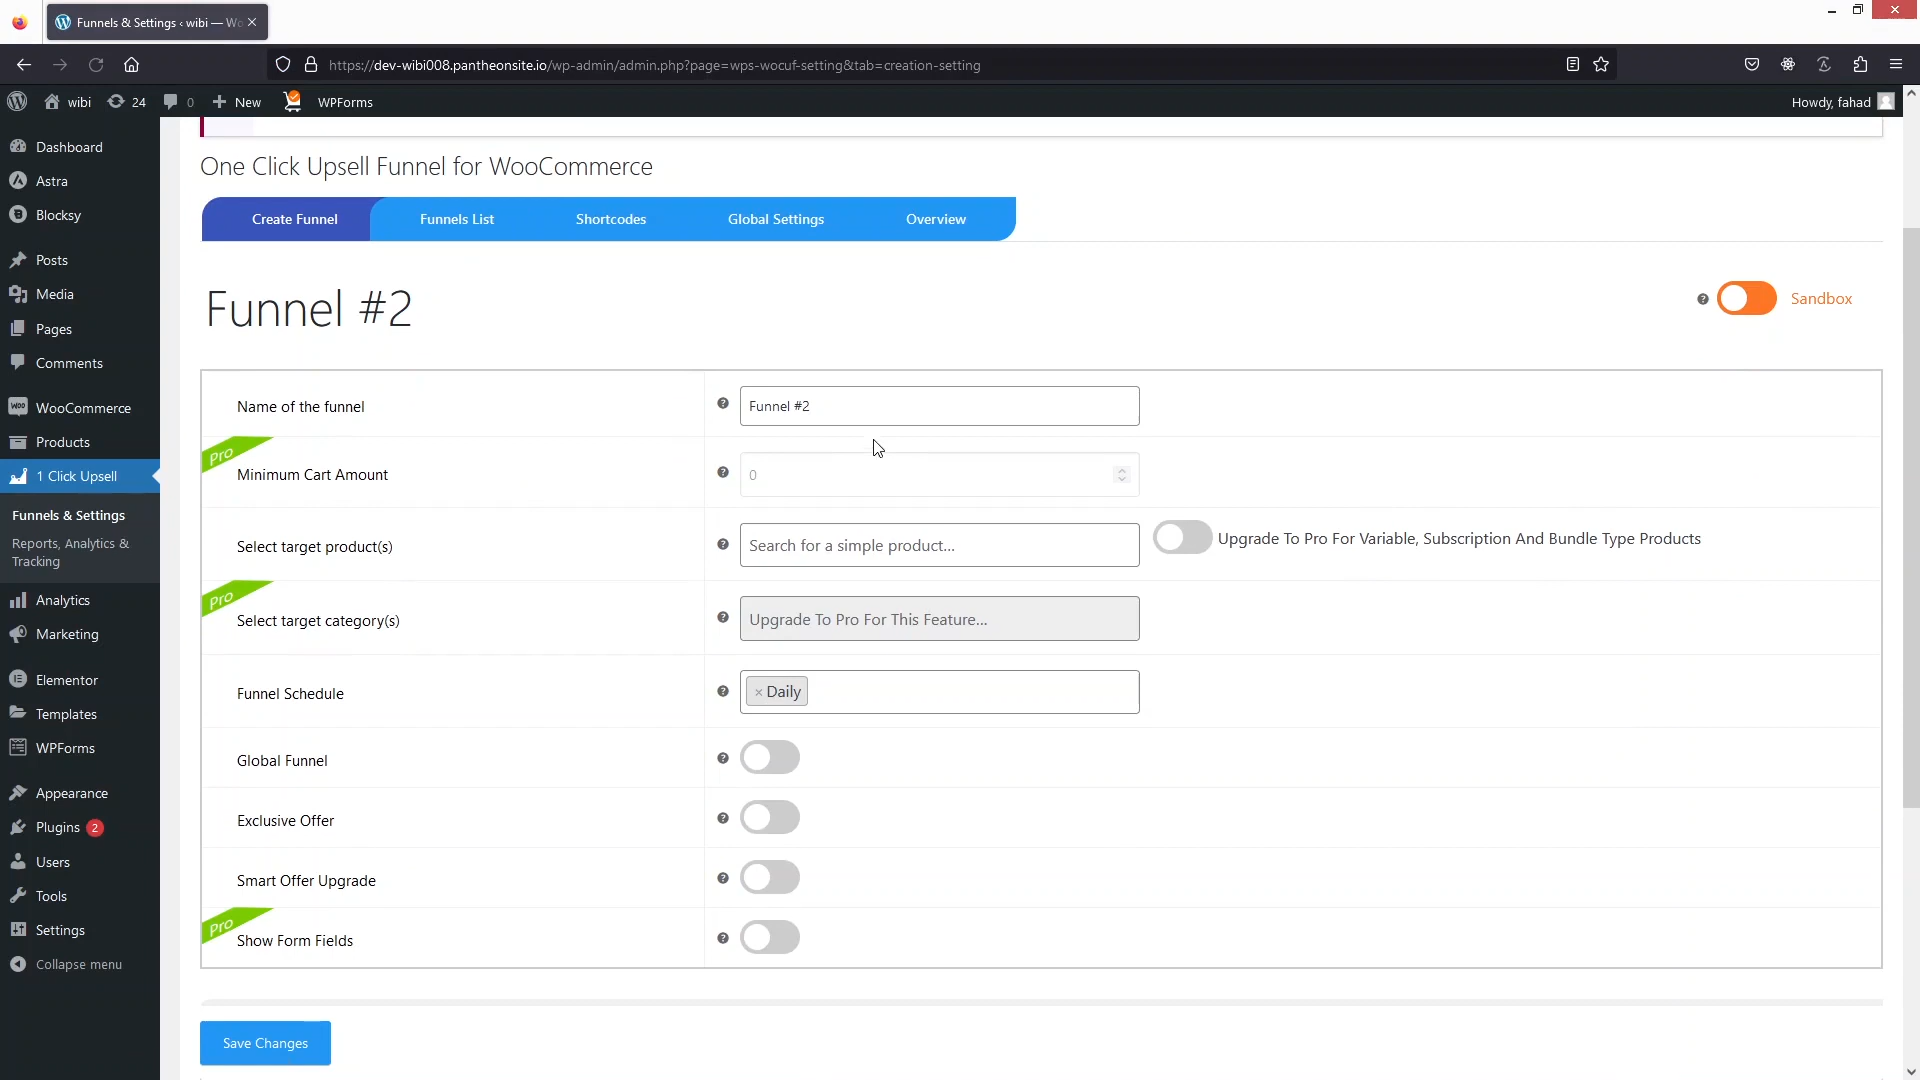 Funnels & Settings ‹ wibi — Wo
https://dev-wibi008.pantheonsite.io/wp-admin/admin.php?page=wps-wocuf-setting&tab=creation-setting
wibi
24
0
New
WPForms
Howdy, fahad
Dashboard
Astra
Blocksy
Posts
Media
Pages
Comments
WooCommerce
Products
1 Click Upsell
Funnels & Settings
Reports, Analytics &
Tracking
Analytics
Marketing
Elementor
Templates
WPForms
Appearance
Plugins 2
Users
Tools
Settings
Collapse menu
One Click Upsell Funnel for WooCommerce
Create Funnel
Funnels List
Shortcodes
Global Settings
Overview
Funnel #2
Sandbox
Name of the funnel
Funnel #2
Pro
Minimum Cart Amount
0
Select target product(s)
Search for a simple product...
Upgrade To Pro For Variable, Subscription And Bundle Type Products
Pro
Select target category(s)
Upgrade To Pro For This Feature...
Funnel Schedule
× Daily
Global Funnel
Exclusive Offer
Smart Offer Upgrade
Pro
Show Form Fields
Save Changes